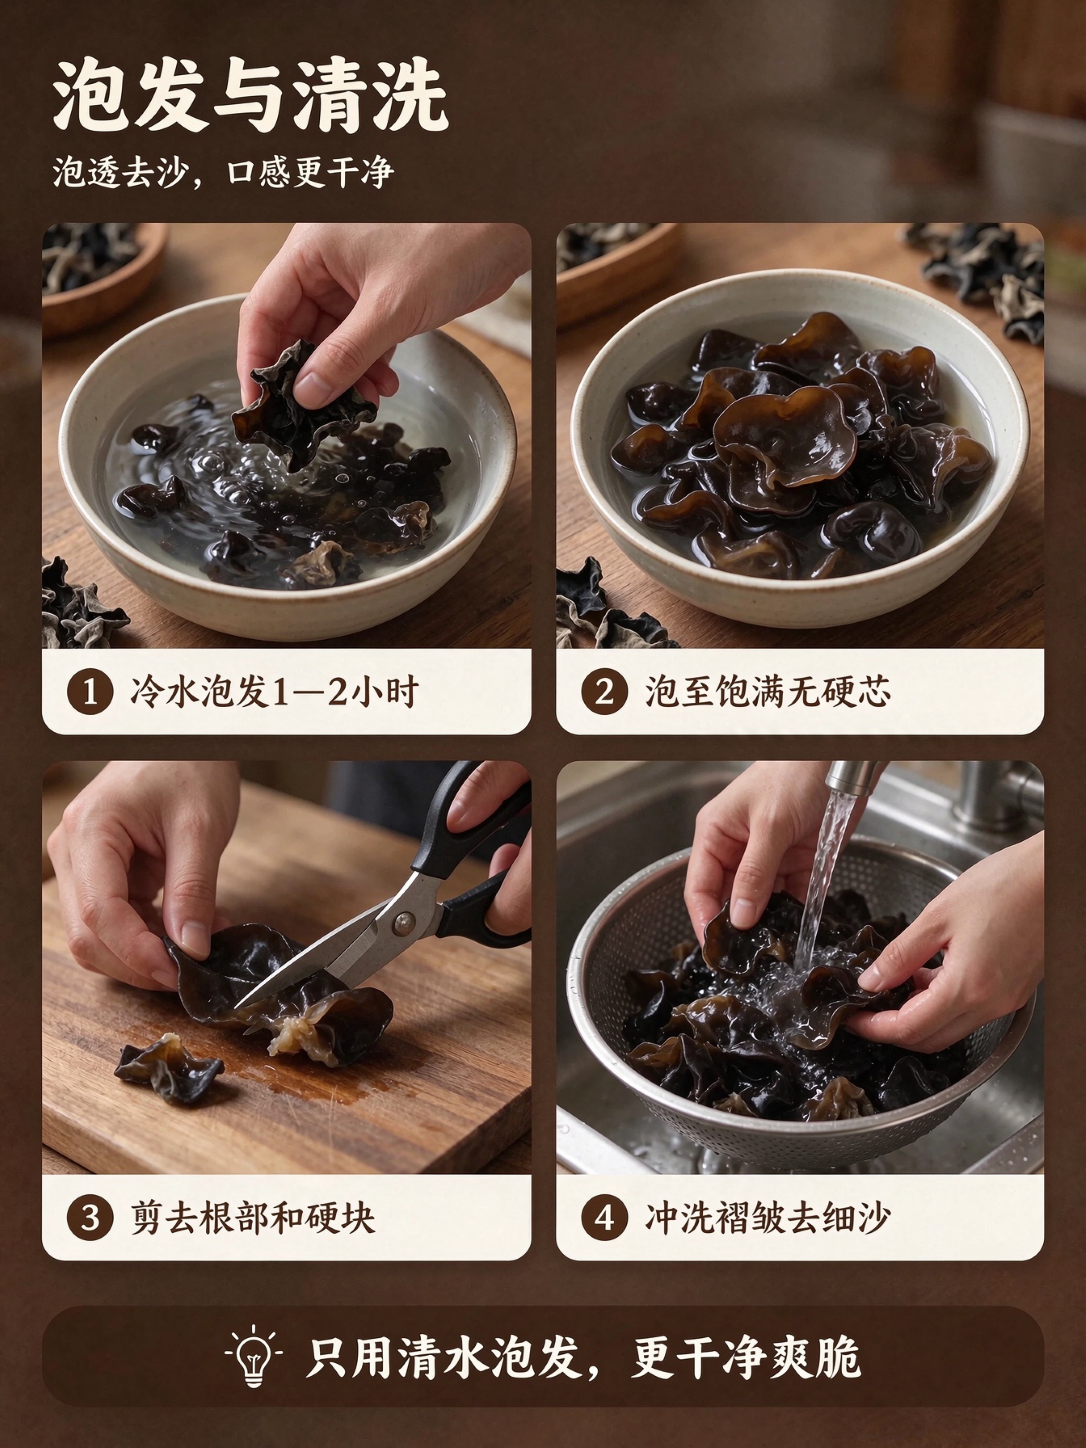 泡发与清洗
泡透去沙，口感更干净
1 冷水泡发1—2小时
2 泡至饱满无硬芯
3 剪去根部和硬块
4 冲洗褶皱去细沙
只用清水泡发，更干净爽脆